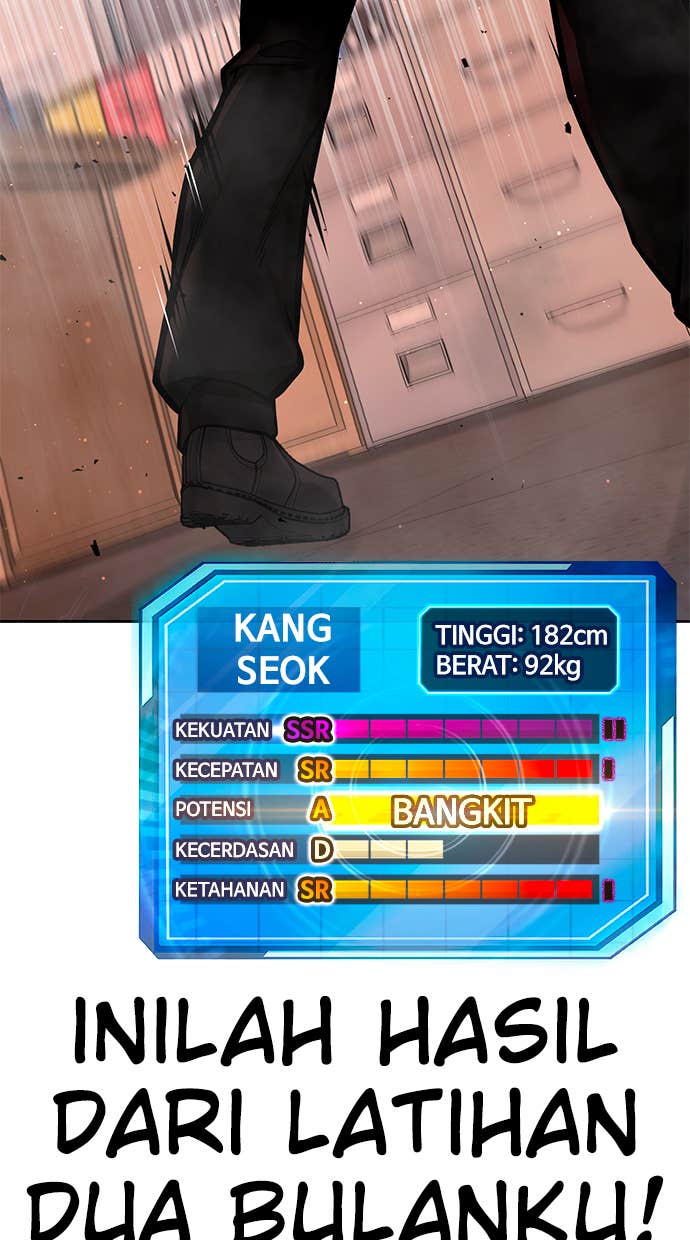 KANG
SEOK
TINGGI: 182cm
BERAT: 92kg
KEKUATAN SSR
KECEPATAN SR
POTENSI A BANGKIT
KECERDASAN D
KETAHANAN SR
INILAH HASIL
DARI LATIHAN
DUA BULANKU!